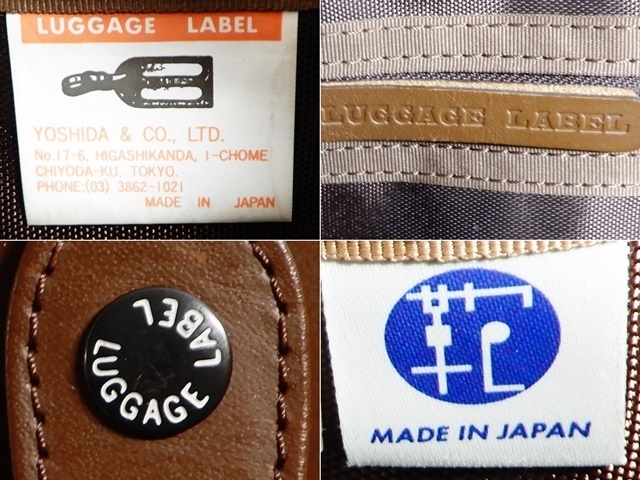 LUGGAGE LABEL
YOSHIDA & CO., LTD.
No.17-6, HIGASHIKANDA, 1-CHOME
CHIYODA-KU, TOKYO.
PHONE:(03) 3862-1021
MADE IN JAPAN
LUGGAGE LABEL
LUGGAGE LABEL
MADE IN JAPAN